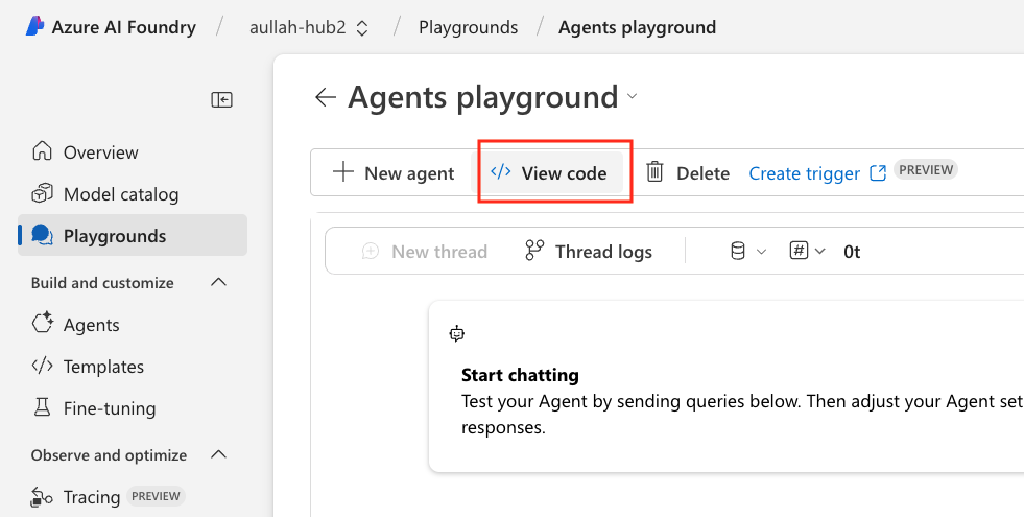 Azure AI Foundry / aullah-hub2 / Playgrounds / Agents playground
Agents playground
Overview
Model catalog
Playgrounds
Build and customize
Agents
Templates
Fine-tuning
Observe and optimize
Tracing PREVIEW
New agent </> View code Delete Create trigger PREVIEW
New thread Thread logs # 0t
Start chatting
Test your Agent by sending queries below. Then adjust your Agent set
responses.